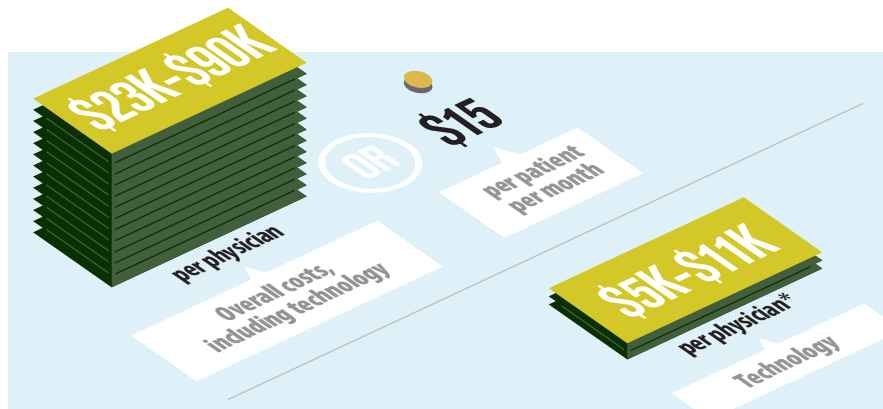 $23K-$90K
per physician
Overall costs,
including technology
OR
$15
per patient
per month
$5K-$11K
per physician*
Technology